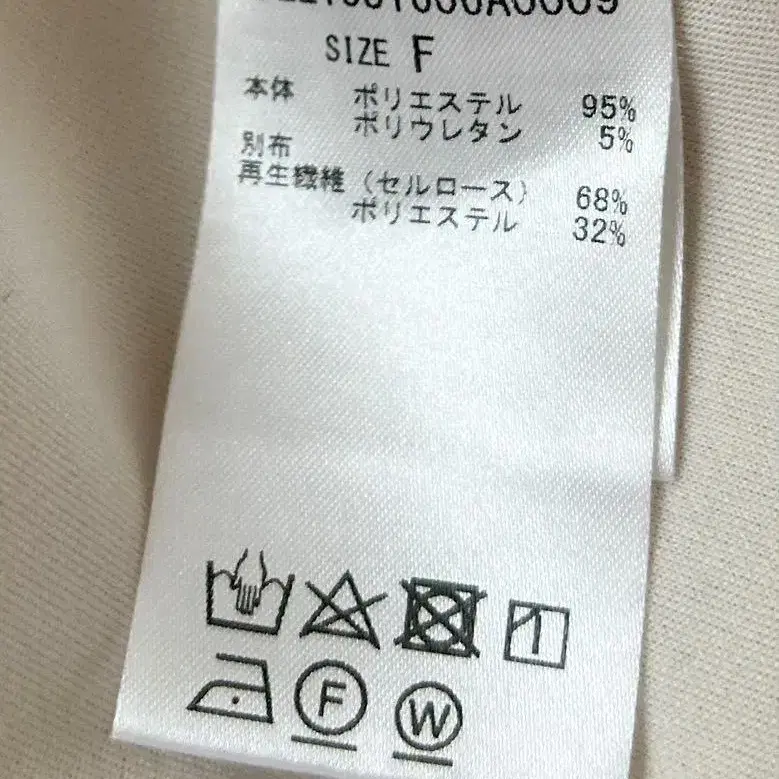 SIZE F
本体 ポリエステル 95%
ポリウレタン 5%
別布
再生繊維(セルロース) 68%
ポリエステル 32%
F
W